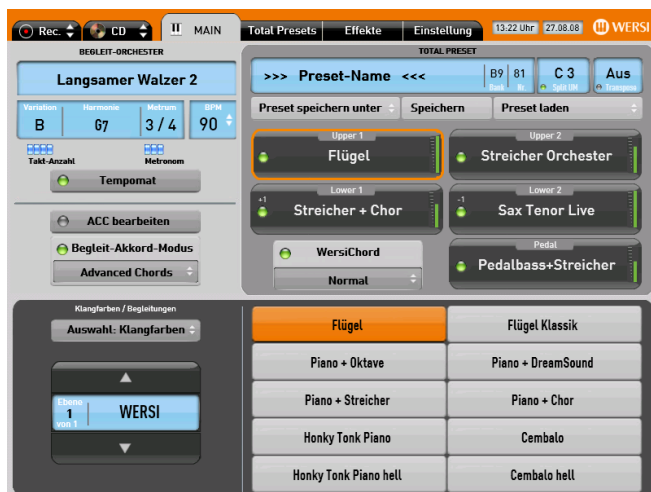 Rec. CD MAIN Total Presets Effekte Einstellung 13:22 Uhr 27.08.08 WERSI
BEGLEIT-ORCHESTER
Langsamer Walzer 2
Variation Harmonie Metrum BPM
B G7 3 / 4 90
Takt-Anzahl Metronom
Tempomat
ACC bearbeiten
Begleit-Akkord-Modus
Advanced Chords
TOTAL PRESET
>>> Preset-Name <<< B9 81 C 3 Aus
Bank Nr. Split UM Transpose
Preset speichern unter Speichern Preset laden
Upper 1 Upper 2
Flügel Streicher Orchester
Lower 1 Lower 2
+1 Streicher + Chor -1 Sax Tenor Live
WersiChord
Normal
Pedal
Pedalbass+Streicher
Klangfarben / Begleitungen
Auswahl: Klangfarben
Ebene
1 WERSI
von 1
Flügel Flügel Klassik
Piano + Oktave Piano + DreamSound
Piano + Streicher Piano + Chor
Honky Tonk Piano Cembalo
Honky Tonk Piano hell Cembalo hell